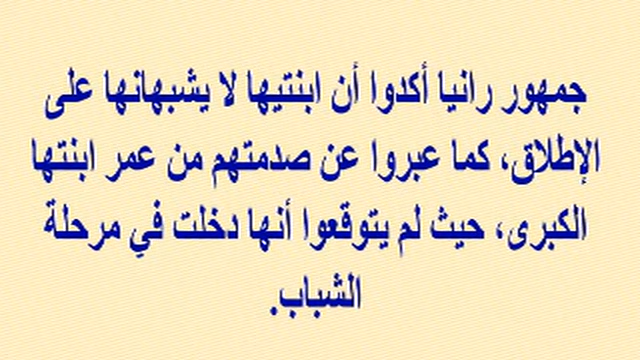 جمهور رانيا أكدوا أن ابنتيها لا يشبهانها على
الإطلاق، كما عبروا عن صدمتهم من عمر ابنتها
الكبرى، حيث لم يتوقعوا أنها دخلت في مرحلة
الشباب.